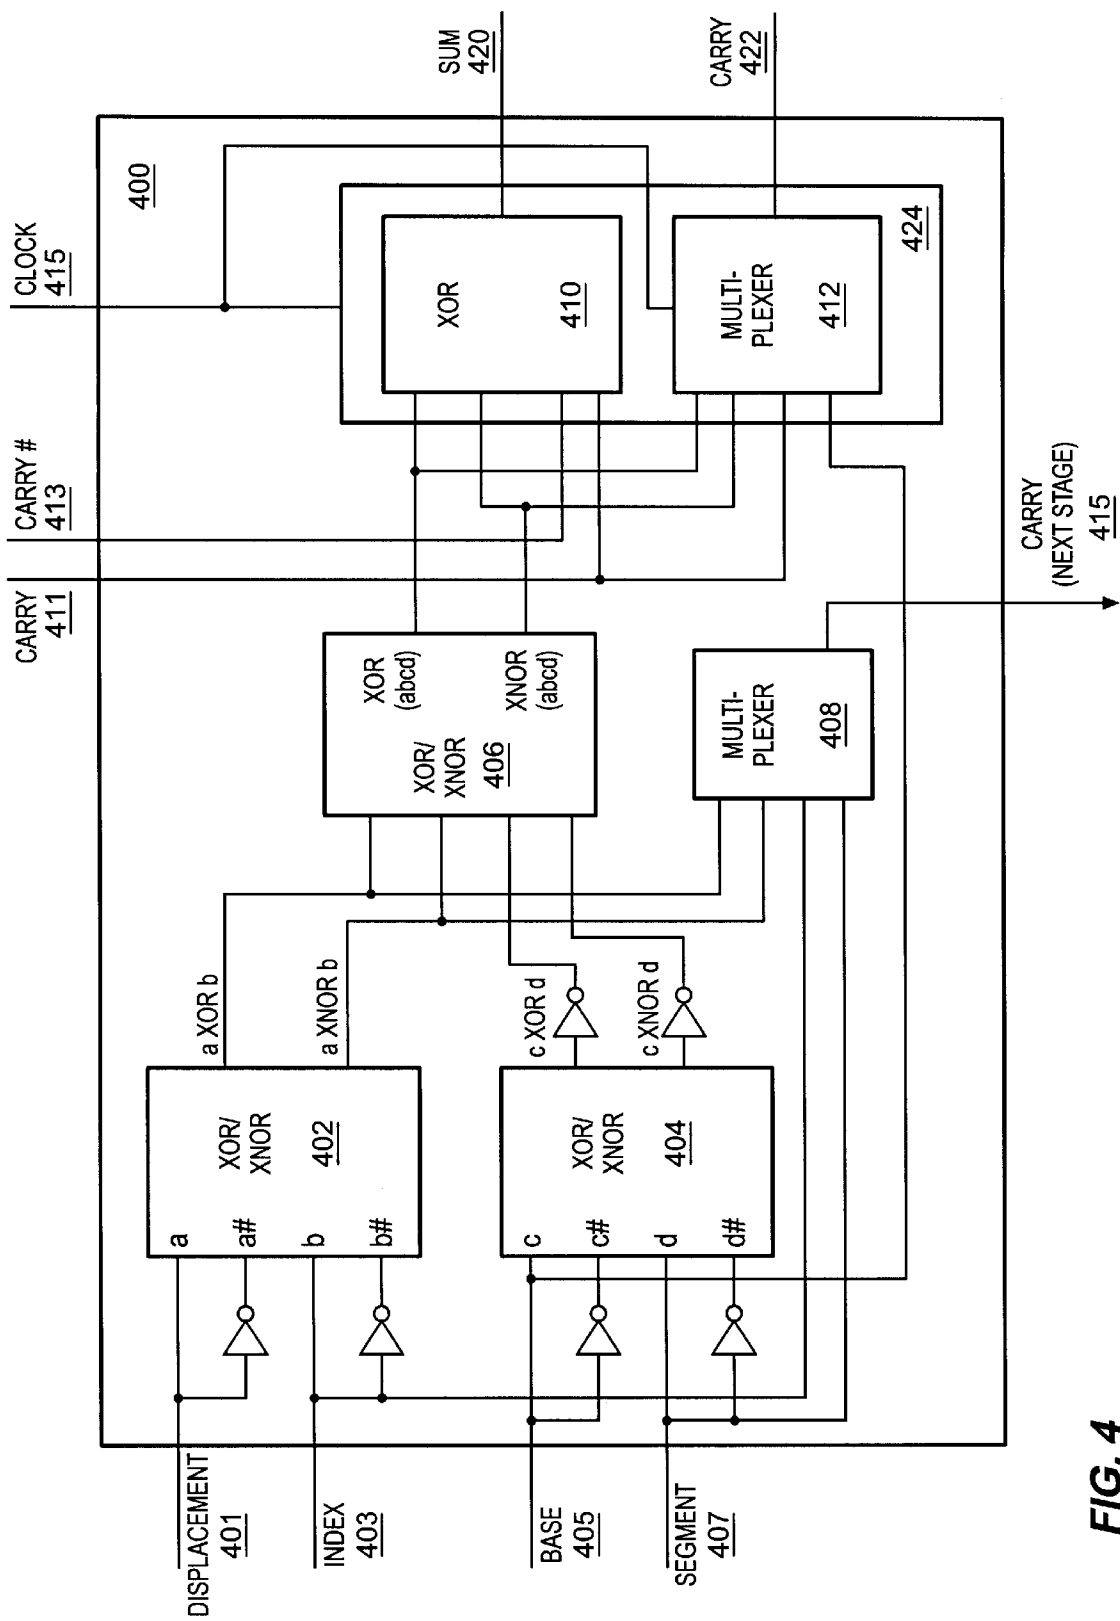 400
CLOCK
415
CARRY #
413
CARRY
411
SUM
420
CARRY
422
DISPLACEMENT
401
INDEX
403
BASE
405
SEGMENT
407
a
a#
b
b#
XOR/
XNOR
402
a XOR b
a XNOR b
c
c#
d
d#
XOR/
XNOR
404
c XOR d
c XNOR d
XOR/
XNOR
406
XOR
(abcd)
XNOR
(abcd)
MULTI-
PLEXER
408
XOR
410
MULTI-
PLEXER
412
424
CARRY
(NEXT STAGE)
415
FIG. 4